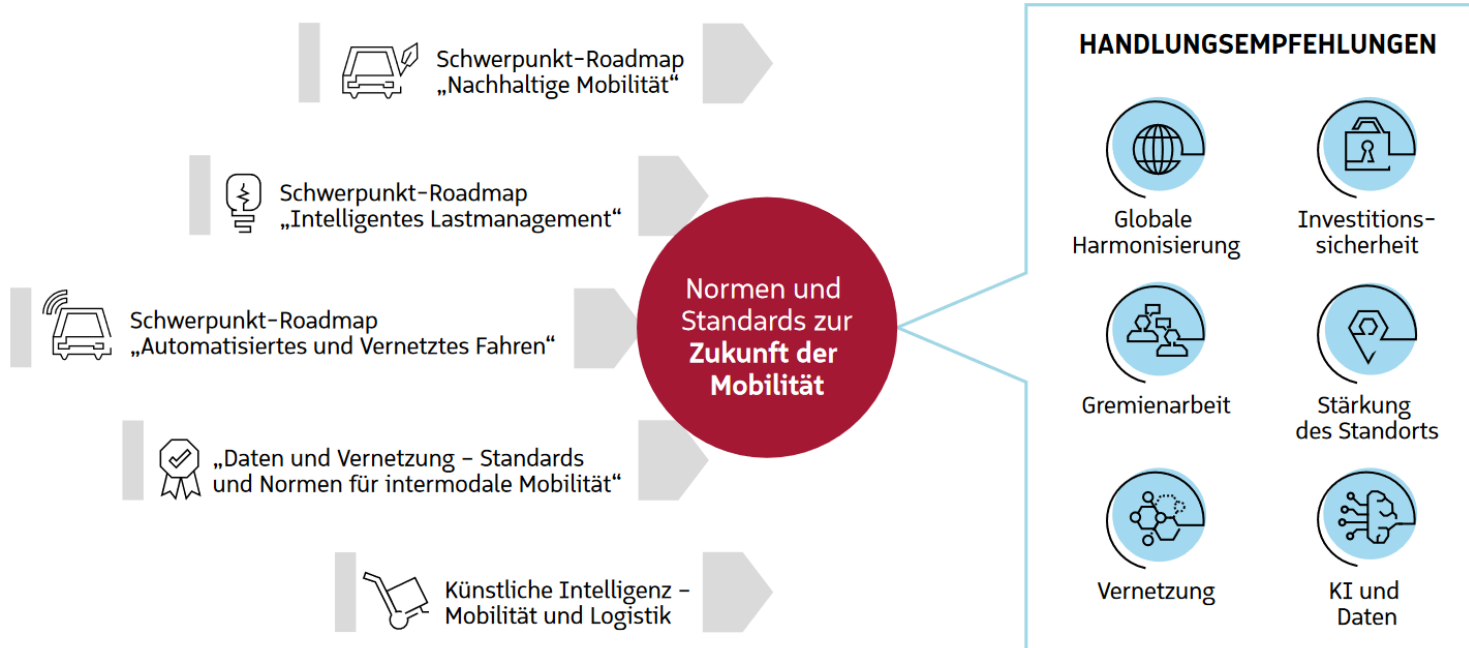 Schwerpunkt-Roadmap
„Nachhaltige Mobilität“
Schwerpunkt-Roadmap
„Intelligentes Lastmanagement“
Schwerpunkt-Roadmap
„Automatisiertes und Vernetztes Fahren“
„Daten und Vernetzung – Standards
und Normen für intermodale Mobilität“
Künstliche Intelligenz –
Mobilität und Logistik
Normen und
Standards zur
Zukunft der
Mobilität
HANDLUNGSEMPFEHLUNGEN
Globale
Harmonisierung
Investitions-
sicherheit
Gremienarbeit
Stärkung
des Standorts
Vernetzung
KI und
Daten